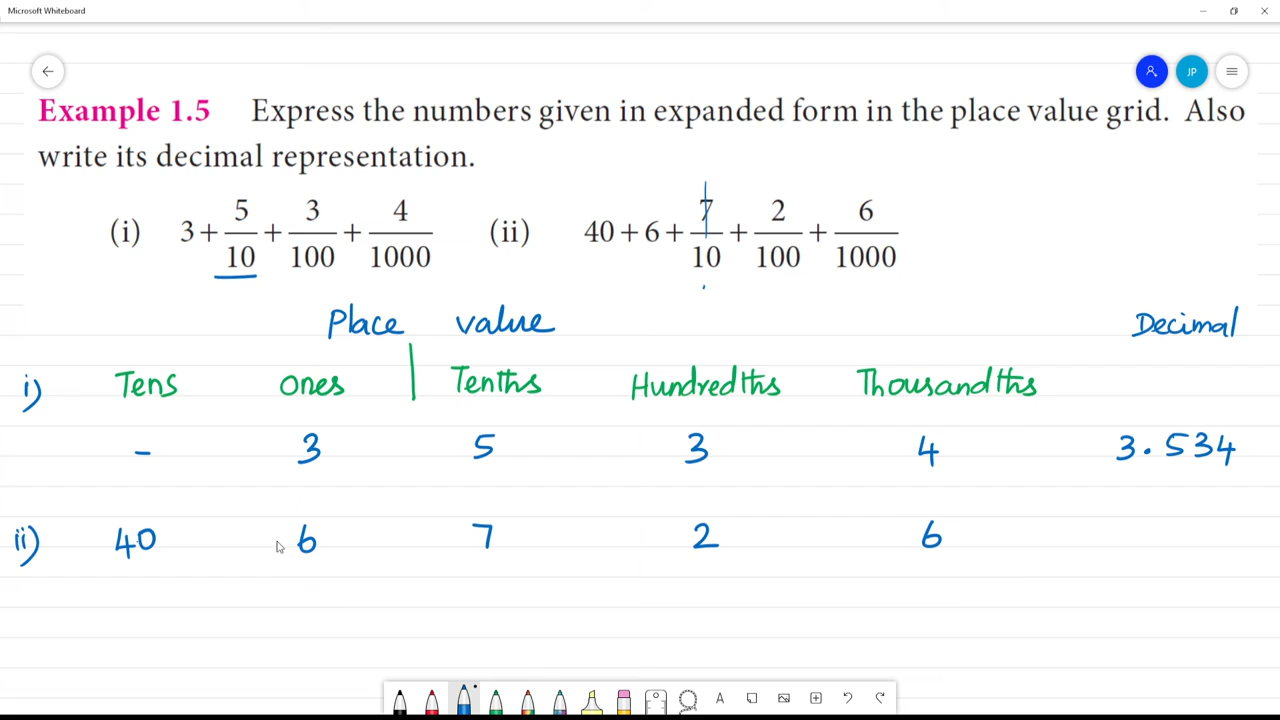 Microsoft Whiteboard
JP
Example 1.5 Express the numbers given in expanded form in the place value grid. Also
write its decimal representation.
(i) 3 + 5/10 + 3/100 + 4/1000 (ii) 40 + 6 + 7/10 + 2/100 + 6/1000
Place value Decimal
i) Tens ones Tenths Hundredths Thousandths
- 3 5 3 4 3.534
ii) 40 6 7 2 6
A